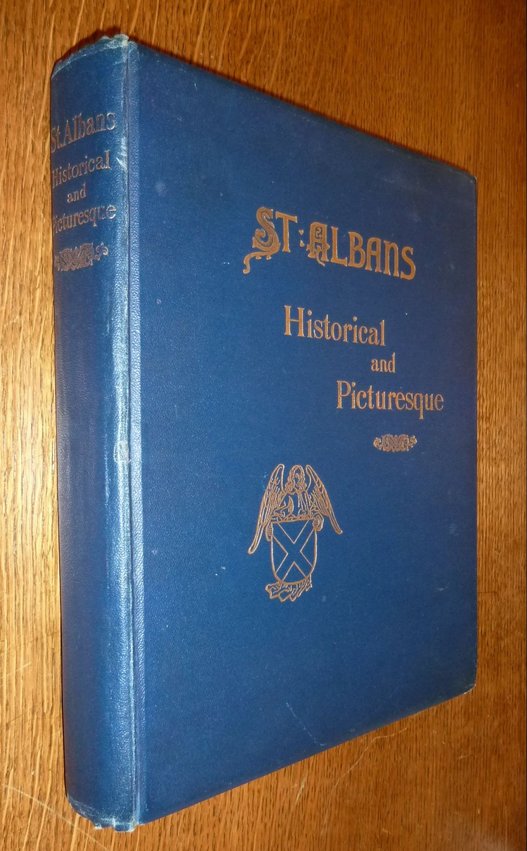 St. Albans
Historical
and
Picturesque
ST: ALBANS
Historical
and
Picturesque